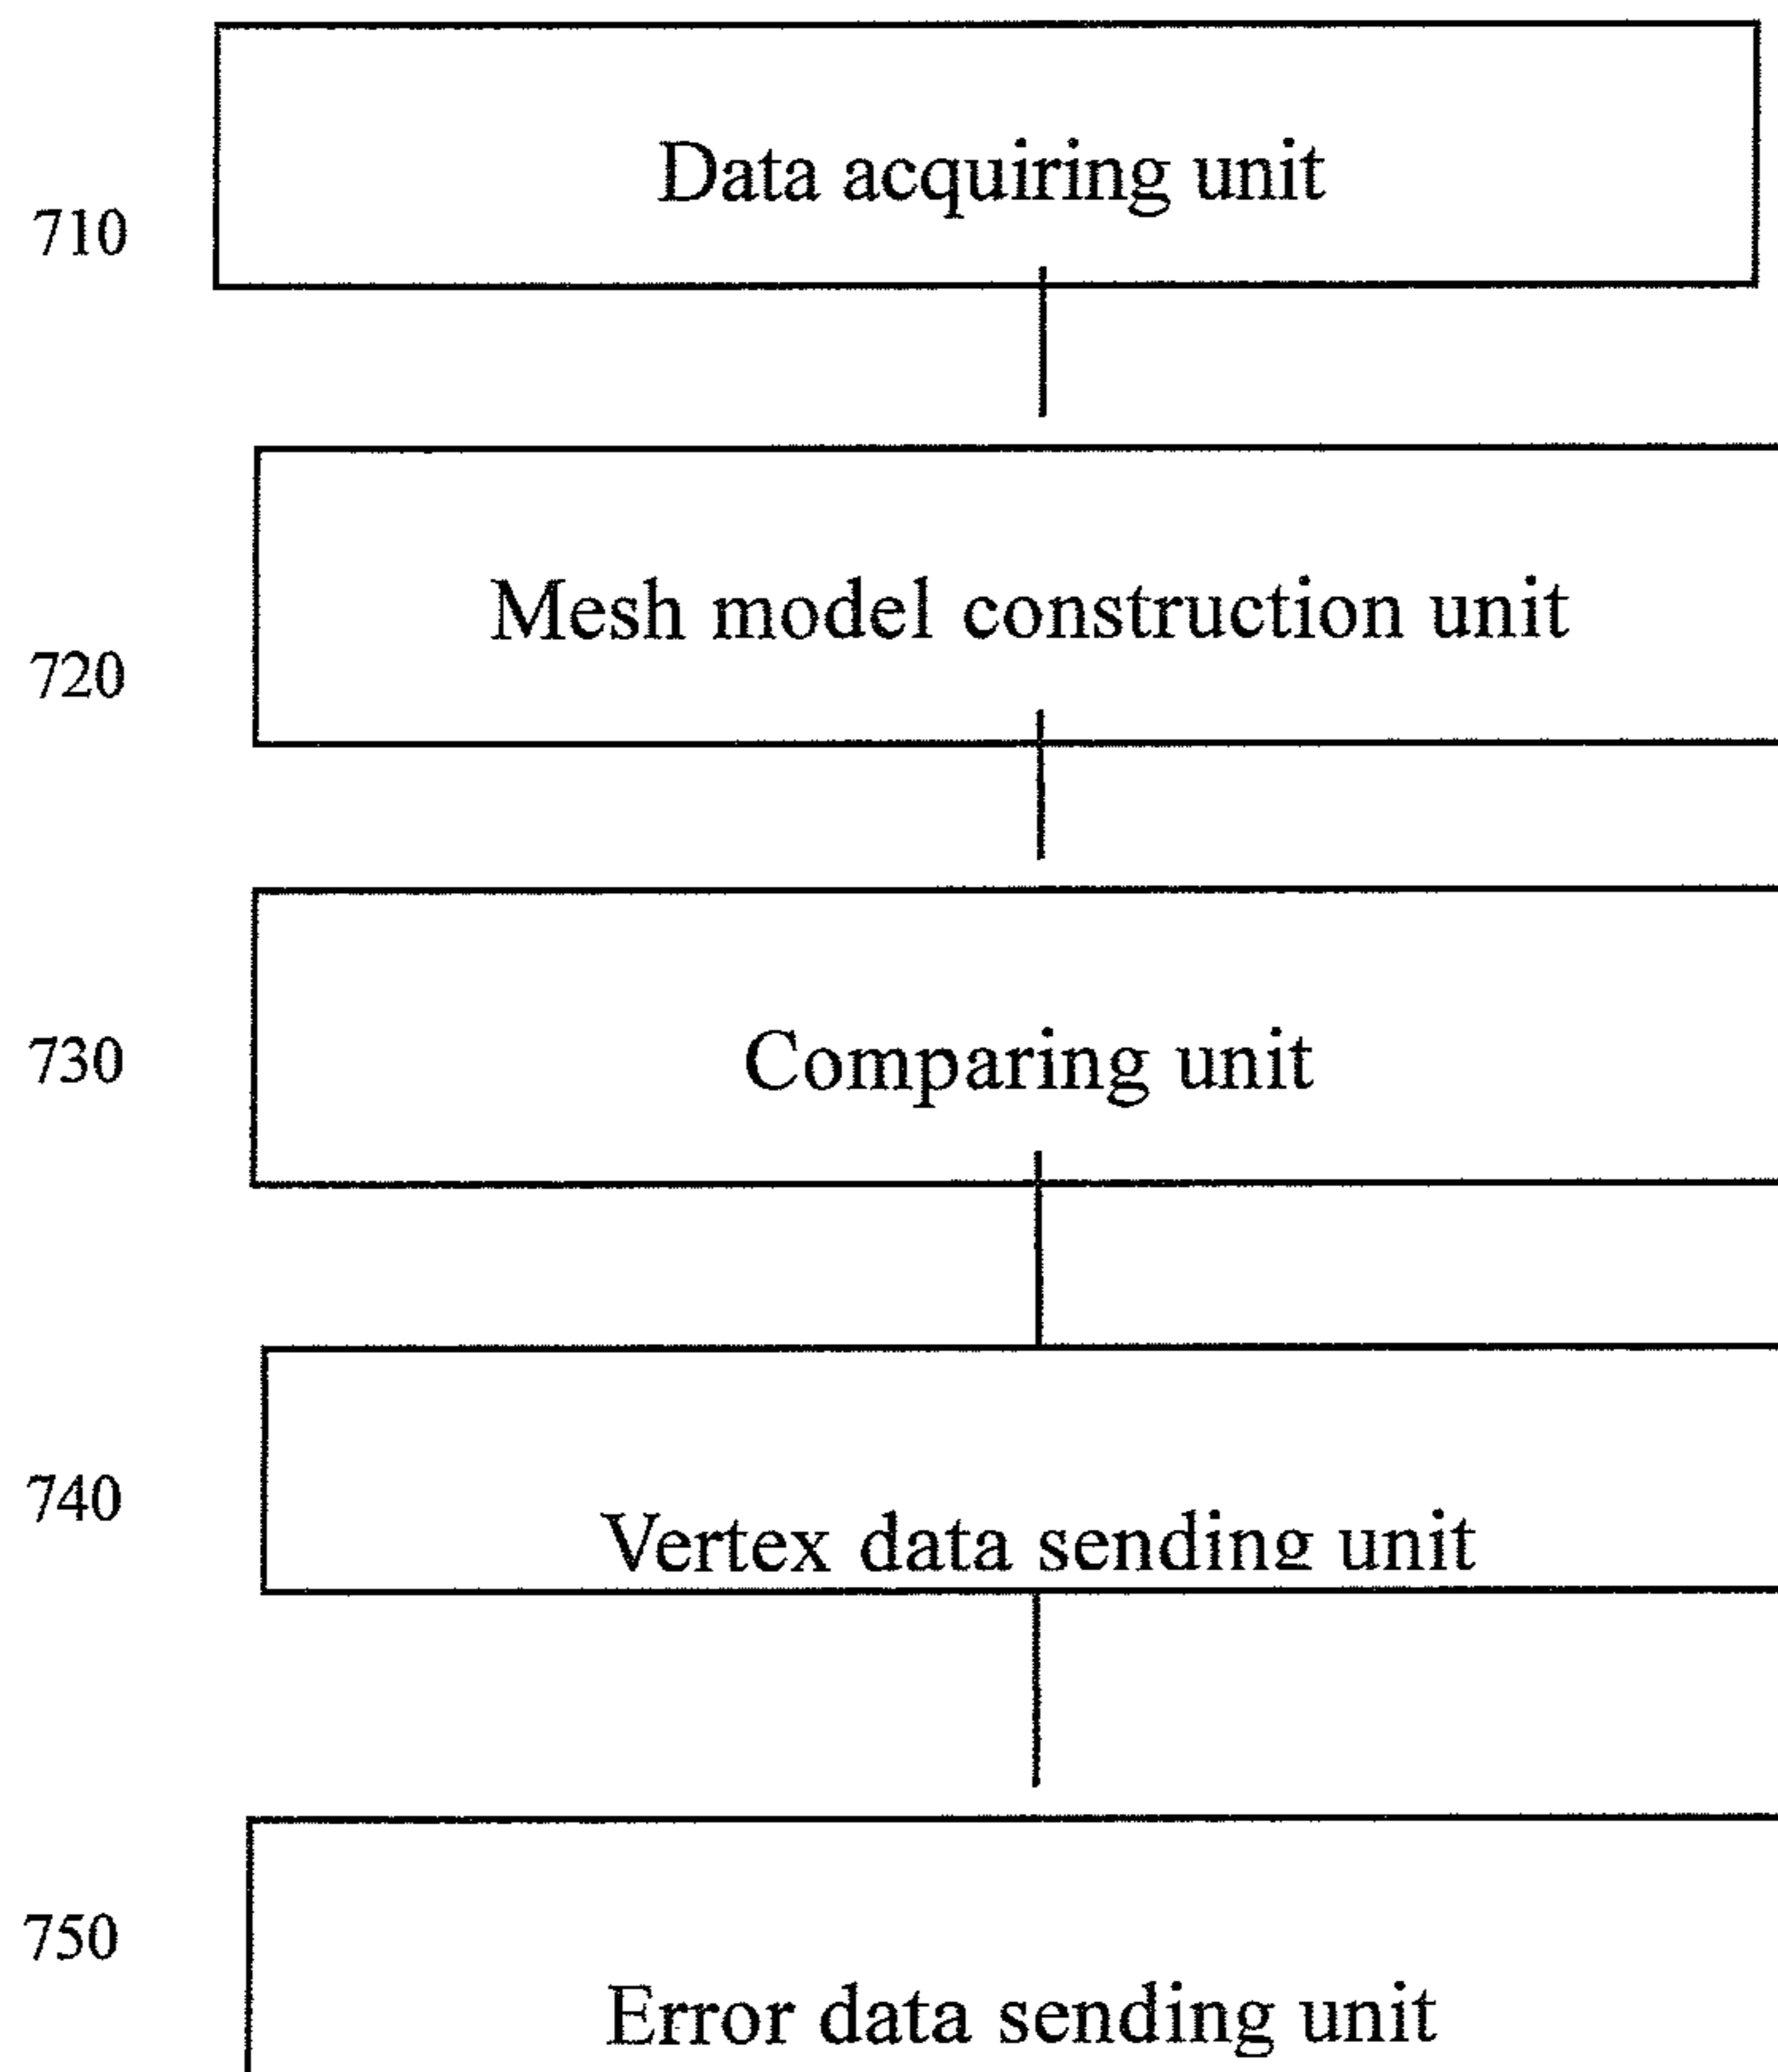 Data acquiring unit
710
Mesh model construction unit
720
Comparing unit
730
Vertex data sending unit
740
Error data sending unit
750